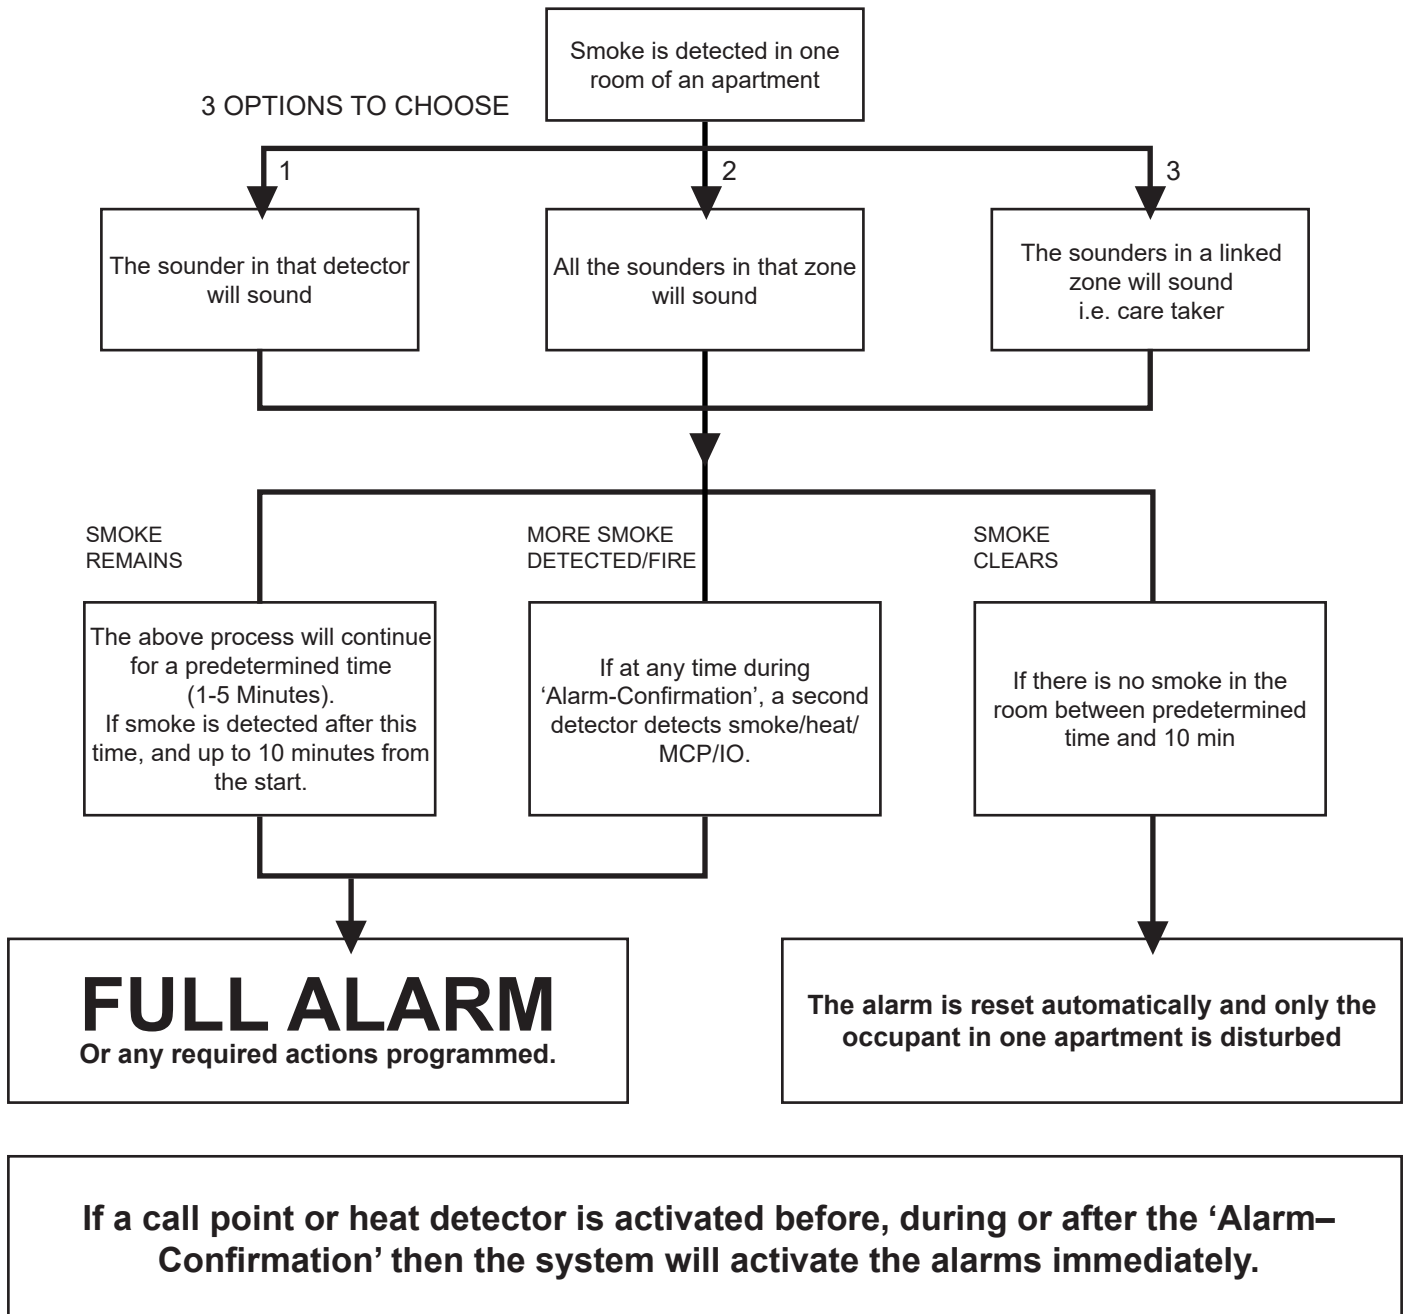 Smoke is detected in one
room of an apartment
3 OPTIONS TO CHOOSE
1
2
3
The sounder in that detector
will sound
All the sounders in that zone
will sound
The sounders in a linked
zone will sound
i.e. care taker
SMOKE
REMAINS
MORE SMOKE
DETECTED/FIRE
SMOKE
CLEARS
The above process will continue
for a predetermined time
(1-5 Minutes).
If smoke is detected after this
time, and up to 10 minutes from
the start.
If at any time during
‘Alarm-Confirmation’, a second
detector detects smoke/heat/
MCP/IO.
If there is no smoke in the
room between predetermined
time and 10 min
FULL ALARM
Or any required actions programmed.
The alarm is reset automatically and only the
occupant in one apartment is disturbed
If a call point or heat detector is activated before, during or after the ‘Alarm–
Confirmation’ then the system will activate the alarms immediately.